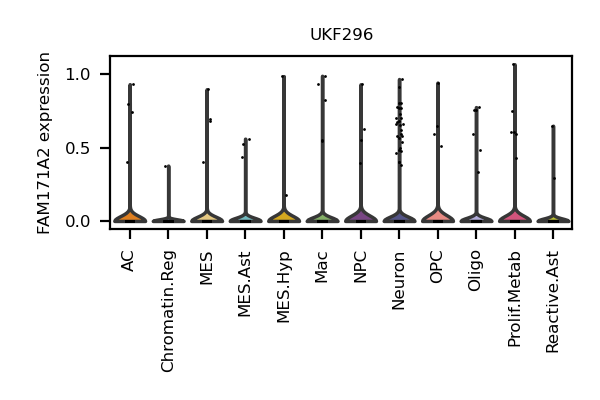 UKF296
FAM171A2 expression
1.0
0.5
0.0
AC
Chromatin.Reg
MES
MES.Ast
MES.Hyp
Mac
NPC
Neuron
OPC
Oligo
Prolif.Metab
Reactive.Ast